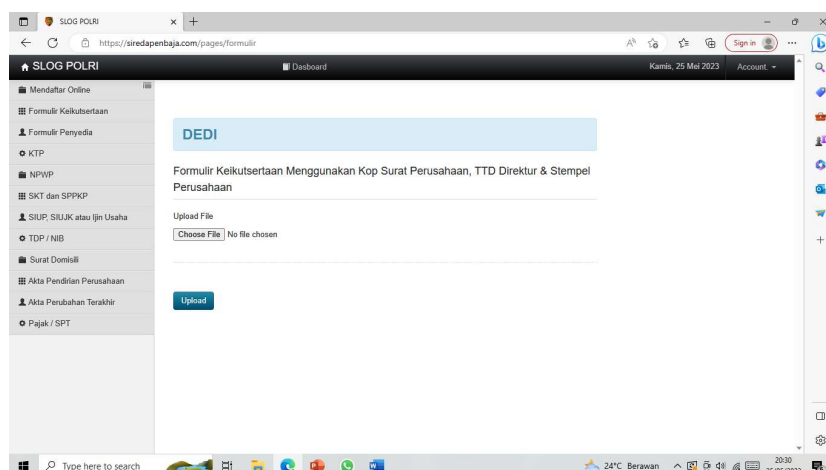 SLOG POLRI
https://siredapenbaja.com/pages/formulir
Sign in
SLOG POLRI
Dasboard
Kamis, 25 Mei 2023
Account.
Mendaftar Online
Formulir Keikutsertaan
Formulir Penyedia
KTP
NPWP
SKT dan SPPKP
SIUP, SIUJK atau Ijin Usaha
TDP / NIB
Surat Domisili
Akta Pendirian Perusahaan
Akta Perubahan Terakhir
Pajak / SPT
DEDI
Formulir Keikutsertaan Menggunakan Kop Surat Perusahaan, TTD Direktur & Stempel
Perusahaan
Upload File
Choose File No file chosen
Upload
Type here to search
24°C Berawan
20:30